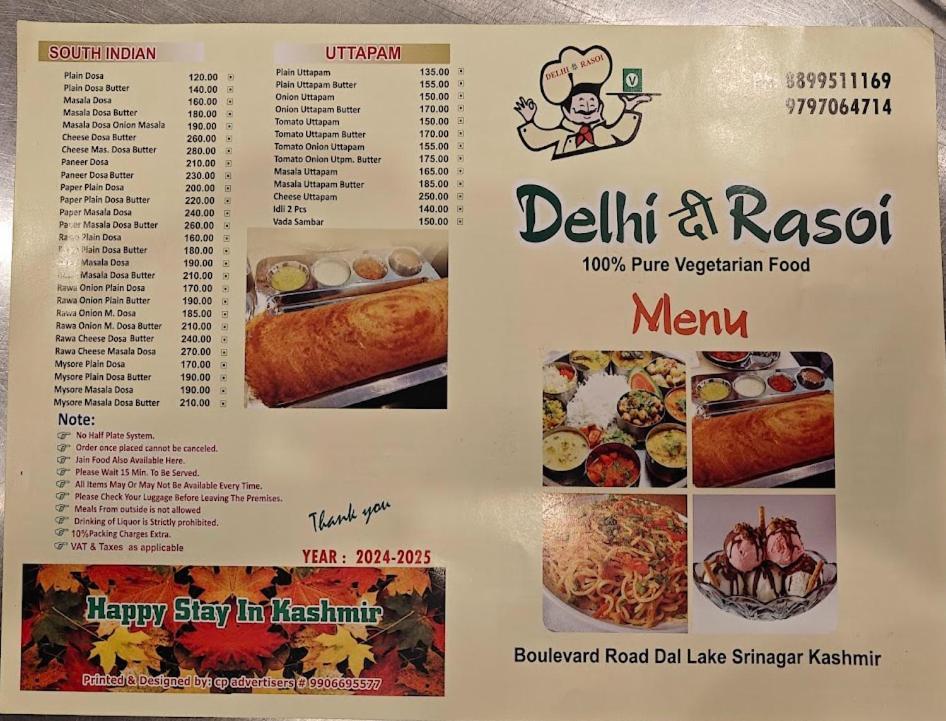 SOUTH INDIAN
Plain Dosa 120.00
Plain Dosa Butter 140.00
Masala Dosa 160.00
Masala Dosa Butter 180.00
Masala Dosa Onion Masala 190.00
Cheese Dosa Butter 260.00
Cheese Mas. Dosa Butter 280.00
Paneer Dosa 210.00
Paneer Dosa Butter 230.00
Paper Plain Dosa 200.00
Paper Plain Dosa Butter 220.00
Paper Masala Dosa 240.00
Paper Masala Dosa Butter 260.00
Rawa Plain Dosa 160.00
Plain Dosa Butter 180.00
Masala Dosa 190.00
Masala Dosa Butter 210.00
Rawa Onion Plain Dosa 170.00
Rawa Onion Plain Butter 190.00
Rawa Onion M. Dosa 185.00
Rawa Onion M. Dosa Butter 210.00
Rawa Cheese Dosa Butter 240.00
Rawa Cheese Masala Dosa 270.00
Mysore Plain Dosa 170.00
Mysore Plain Dosa Butter 190.00
Mysore Masala Dosa 190.00
Mysore Masala Dosa Butter 210.00
UTTAPAM
Plain Uttapam 135.00
Plain Uttapam Butter 155.00
Onion Uttapam 150.00
Onion Uttapam Butter 170.00
Tomato Uttapam 150.00
Tomato Uttapam Butter 170.00
Tomato Onion Uttapam 155.00
Tomato Onion Utpm. Butter 175.00
Masala Uttapam 165.00
Masala Uttapam Butter 185.00
Cheese Uttapam 250.00
Idli 2 Pcs 140.00
Vada Sambar 150.00
Note:
No Half Plate System.
Order once placed cannot be canceled.
Jain Food Also Available Here.
Please Wait 15 Min. To Be Served.
All Items May Or May Not Be Available Every Time.
Please Check Your Luggage Before Leaving The Premises.
Meals From outside is not allowed
Drinking of Liquor is Strictly prohibited.
10%Packing Charges Extra.
VAT & Taxes as applicable
Thank you
YEAR : 2024-2025
Happy Stay In Kashmir
Printed & Designed by: cp advertisers # 9906695577
DELHI दी RASOI
V
8899511169
9797064714
Delhi दी Rasoi
100% Pure Vegetarian Food
Menu
Boulevard Road Dal Lake Srinagar Kashmir